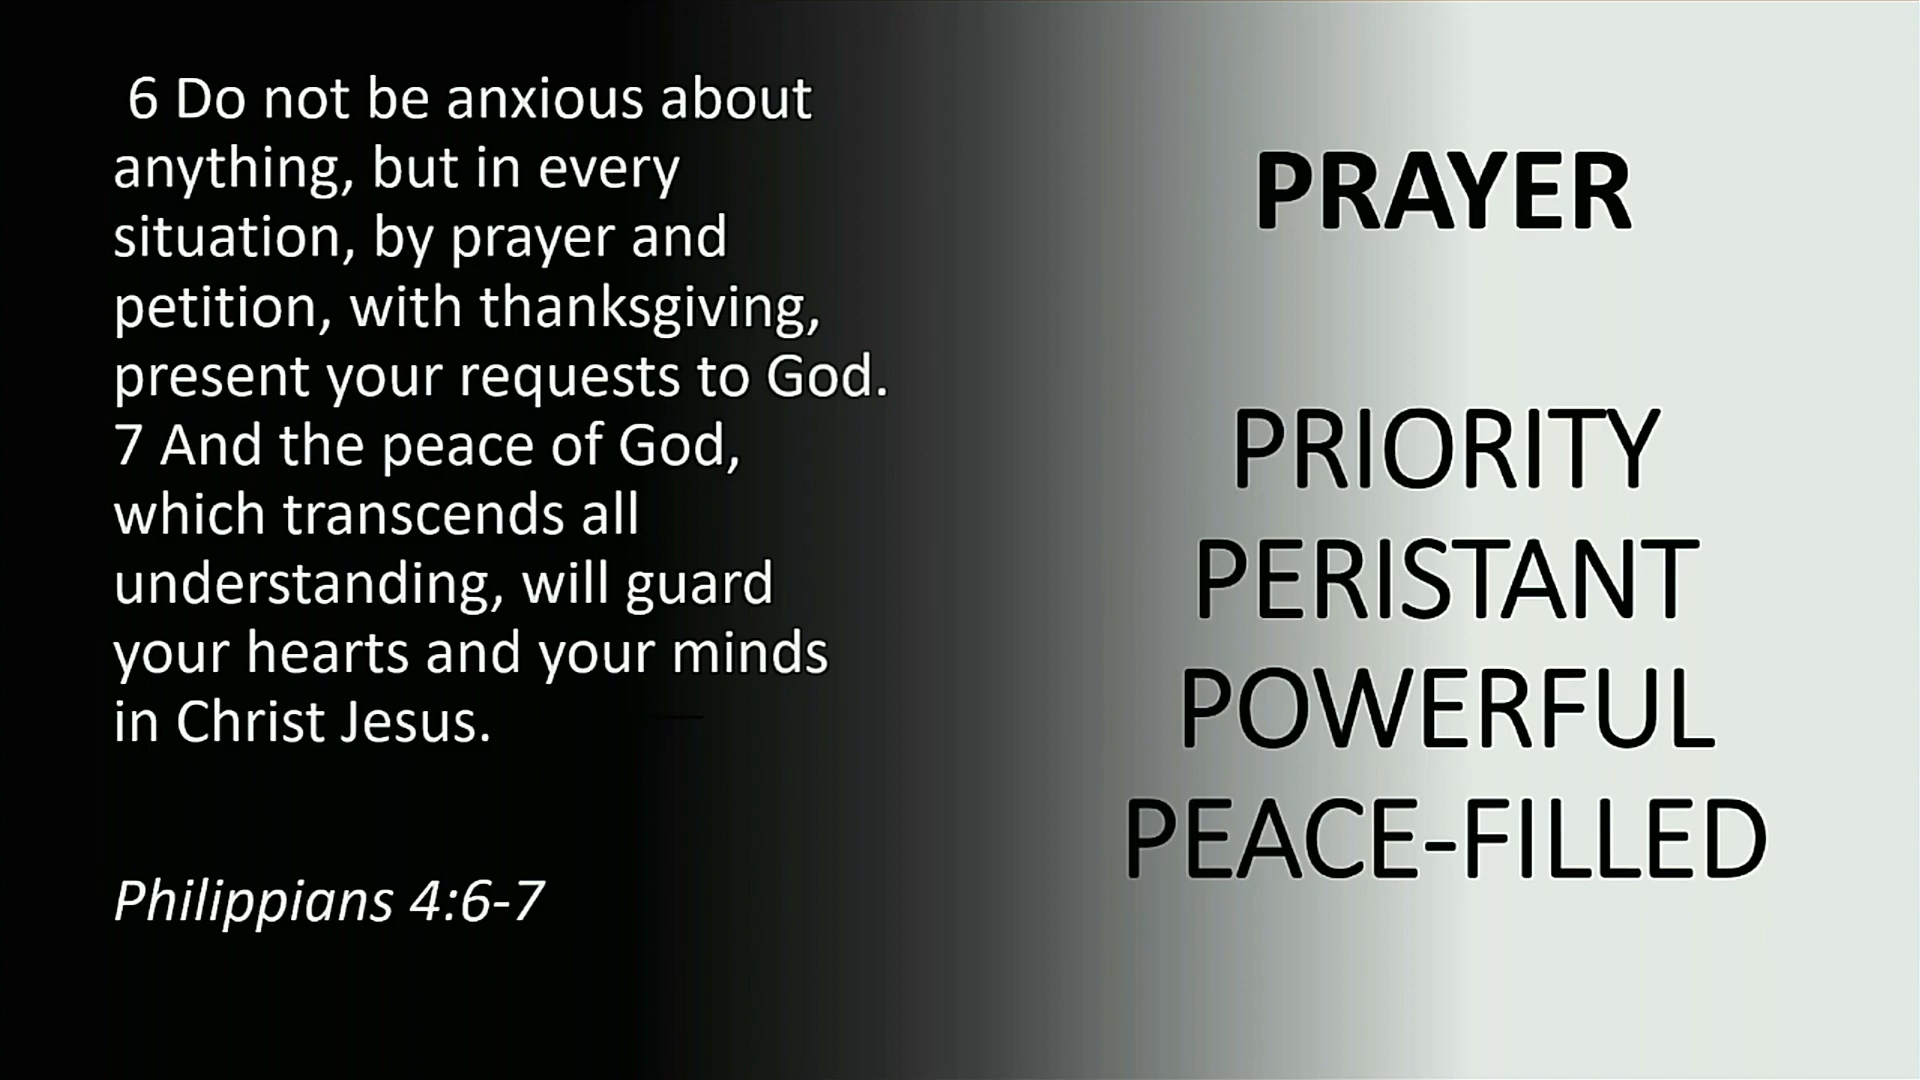 6 Do not be anxious about
anything, but in every
situation, by prayer and
petition, with thanksgiving,
present your requests to God.
7 And the peace of God,
which transcends all
understanding, will guard
your hearts and your minds
in Christ Jesus.
Philippians 4:6-7
PRAYER
PRIORITY
PERISTANT
POWERFUL
PEACE-FILLED